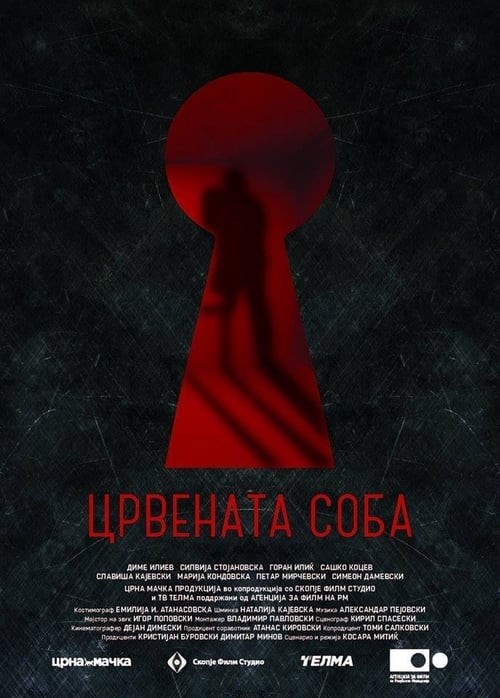 ЦРВЕНАТА СОБА
ДИМЕ ИЛИЕВ СИЛВИЈА СТОЈАНОВСКА ГОРАН ИЛИЌ САШКО КОЦЕВ
СЛАВИША КАЈЕВСКИ МАРИЈА КОНДОВСКА ПЕТАР МИРЧЕВСКИ СИМЕОН ДАМЕВСКИ
ЦРНА МАЧКА ПРОДУКЦИЈА во копродукција со СКОПЈЕ ФИЛМ СТУДИО
и ТВ ТЕЛМА поддржани од АГЕНЦИЈА ЗА ФИЛМ НА РМ
Костимограф ЕМИЛИЈА И. АТАНАСОВСКА Шминка НАТАЛИЈА КАЈЕВСКА Музика АЛЕКСАНДАР ПЕЈОВСКИ
Мајстор на звук ИГОР ПОПОВСКИ Монтажер ВЛАДИМИР ПАВЛОВСКИ Сценограф КИРИЛ СПАСЕСКИ
Кинематографер ДЕЈАН ДИМЕСКИ Продуцент соработник АТАНАС КИРОВСКИ Копродуцент ТОМИ САЛКОВСКИ
Продуценти КРИСТИЈАН БУРОВСКИ ДИМИТАР МИНОВ Сценарио и режија КОСАРА МИТИЌ
ЦРНА МАЧКА Скопје Филм Студио ТЕЛМА АГЕНЦИЈА ЗА ФИЛМ